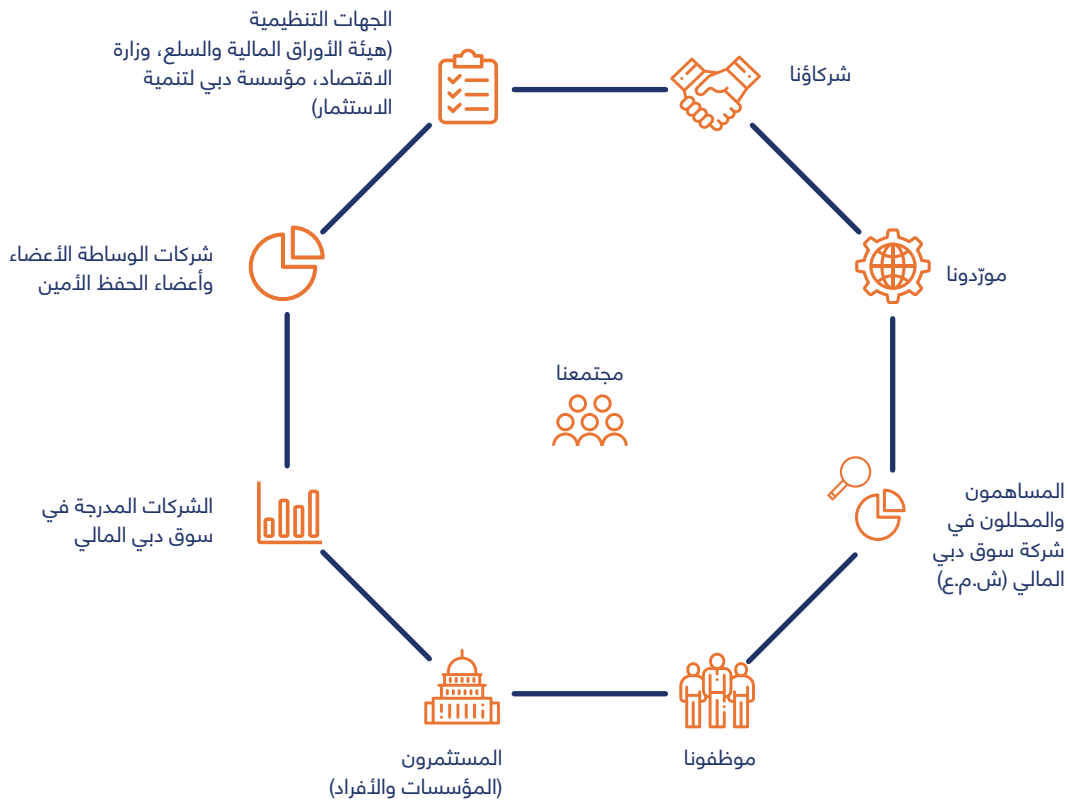 الجهات التنظيمية
(هيئة الأوراق المالية والسلع، وزارة
الاقتصاد، مؤسسة دبي لتنمية
الاستثمار)
شركاؤنا
شركات الوساطة الأعضاء
وأعضاء الحفظ الأمين
مورّدونا
مجتمعنا
الشركات المدرجة في
سوق دبي المالي
المساهمون
والمحللون في
شركة سوق دبي
المالي (ش.م.ع)
المستثمرون
(المؤسسات والأفراد)
موظفونا